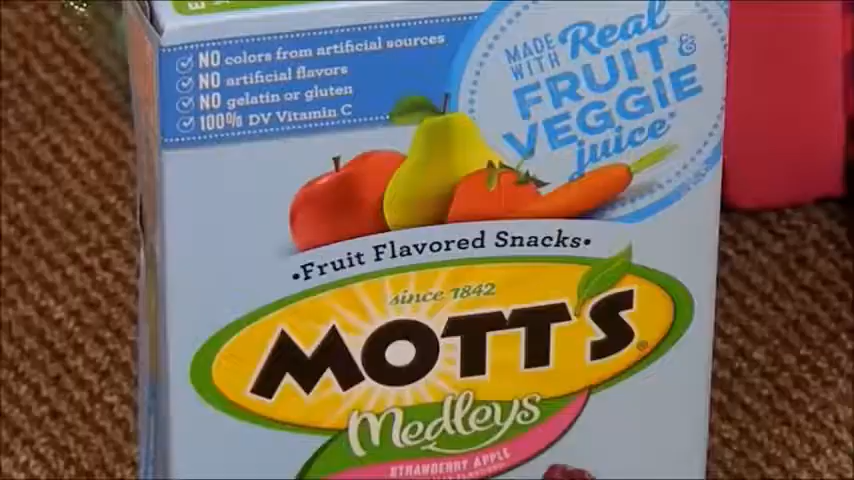 NO colors from artificial sources
NO artificial flavors
NO gelatin or gluten
100% DV Vitamin C
MADE WITH Real
FRUIT &
VEGGIE
juice*
•Fruit Flavored Snacks•
since 1842
MOTT'S®
Medleys
STRAWBERRY APPLE